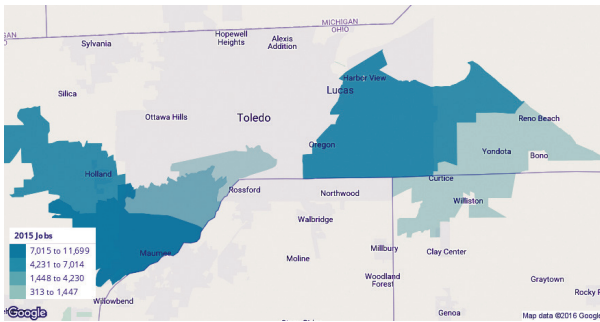 MICHIGAN
OHIO
Hopewell
Heights
Alexis
Addition
Sylvania
Harbor View
Lucas
Silica
Ottawa Hills
Toledo
Reno Beach
Oregon
Yondota
Bono
Holland
Curtice
Rossford
Northwood
Williston
Walbridge
2015 Jobs
7,015 to 11,699
4,231 to 7,014
1,448 to 4,230
313 to 1,447
Maumee
Millbury
Clay Center
Moline
Woodland
Forest
Graytown
Willowbend
Genoa
Google
Map data ©2016 Google